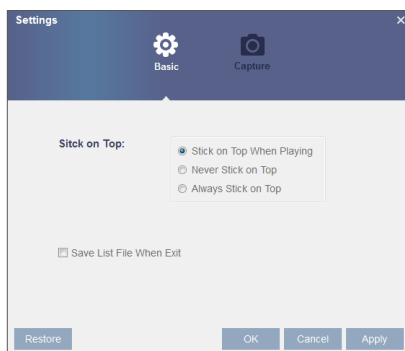 Settings
Basic
Capture
Sitck on Top:
Stick on Top When Playing
Never Stick on Top
Always Stick on Top
Save List File When Exit
Restore
OK
Cancel
Apply